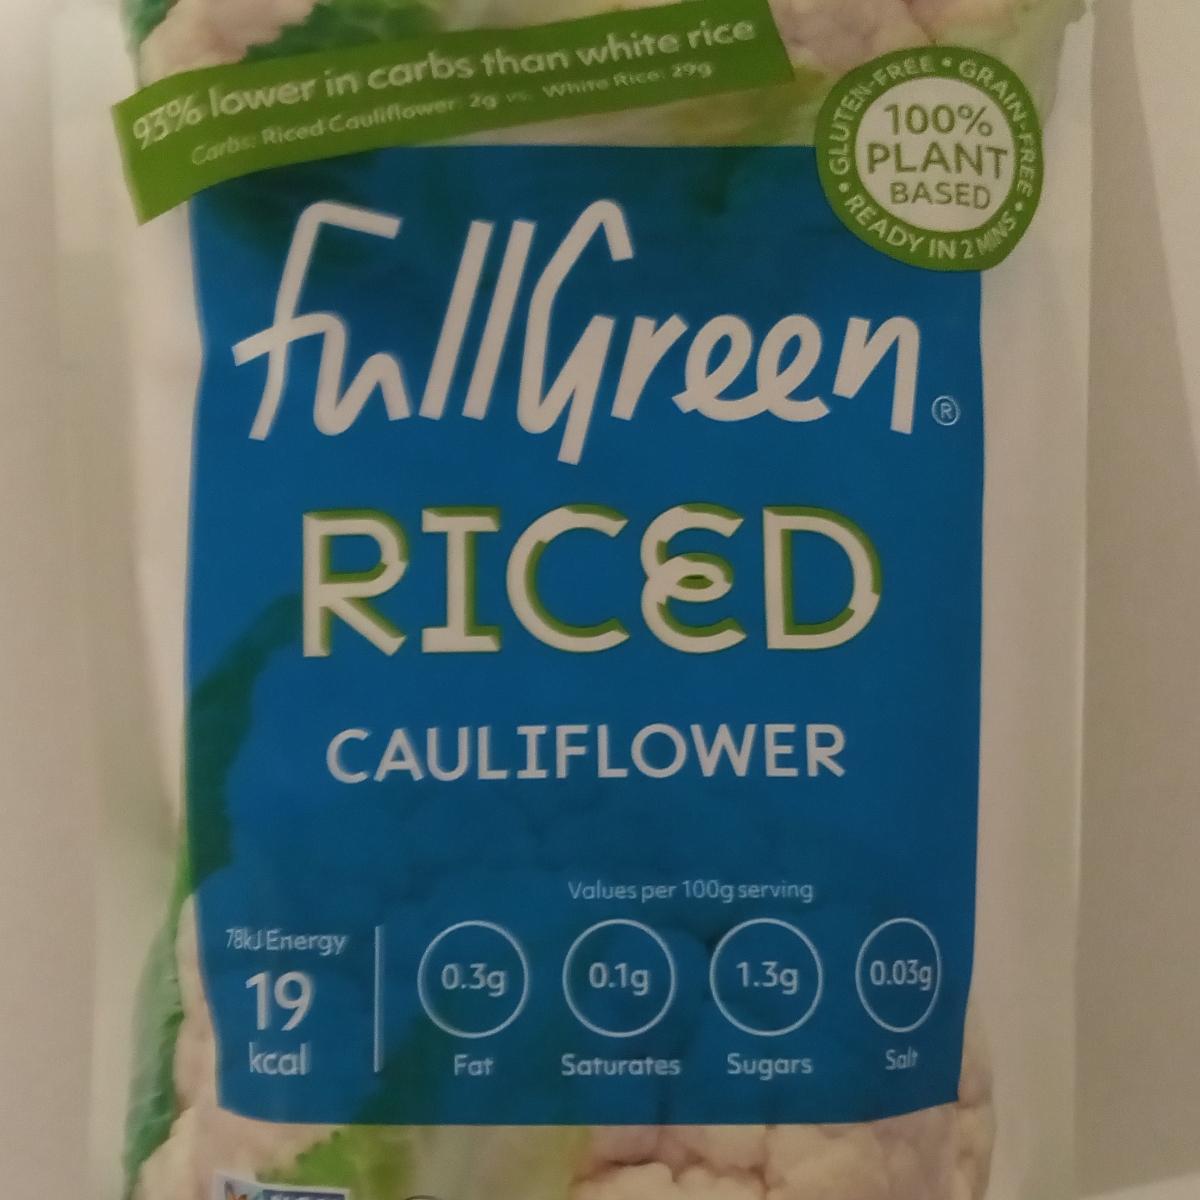 93% lower in carbs than white rice
Carbs: Riced Cauliflower: 2g vs. White Rice: 29g
GLUTEN-FREE • GRAIN-FREE • READY IN 2 MINS •
100%
PLANT
BASED
FullGreen®
RICED
CAULIFLOWER
Values per 100g serving
78kJ Energy
19
kcal
0.3g
Fat
0.1g
Saturates
1.3g
Sugars
0.03g
Salt